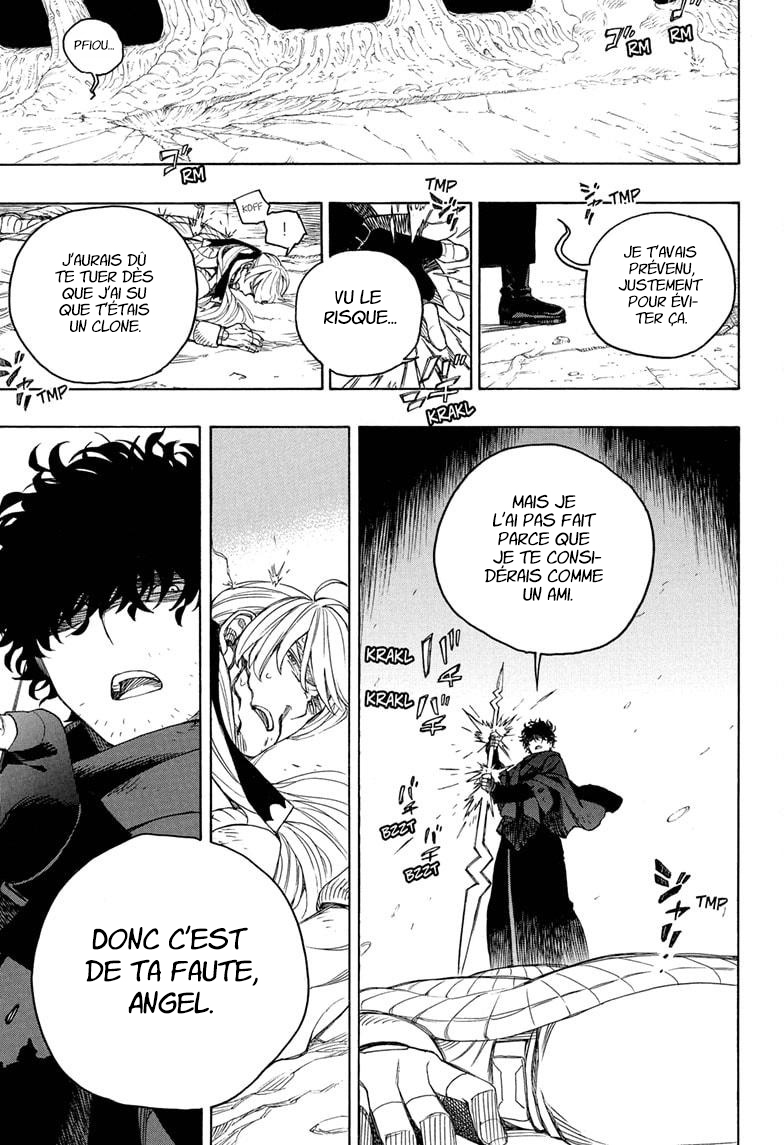 PFIOU...
ゴ
RM
ゴ
RM
ゴ
RM
JE T'AVAIS
PRÉVENU,
JUSTEMENT
POUR ÉVI-
TER ÇA.
TMP
TMP
VU LE
RISQUE...
KRAKL
KOFF
!
J'AURAIS DÛ
TE TUER DÈS
QUE J'AI SU
QUE T'ÉTAIS
UN CLONE.
TMP
MAIS JE
L'AI PAS FAIT
PARCE QUE
JE TE CONSI-
DÉRAIS COMME
UN AMI.
KRAKL
KRAKL
BZZT
BZZT
TMP
DONC C'EST
DE TA FAUTE,
ANGEL.